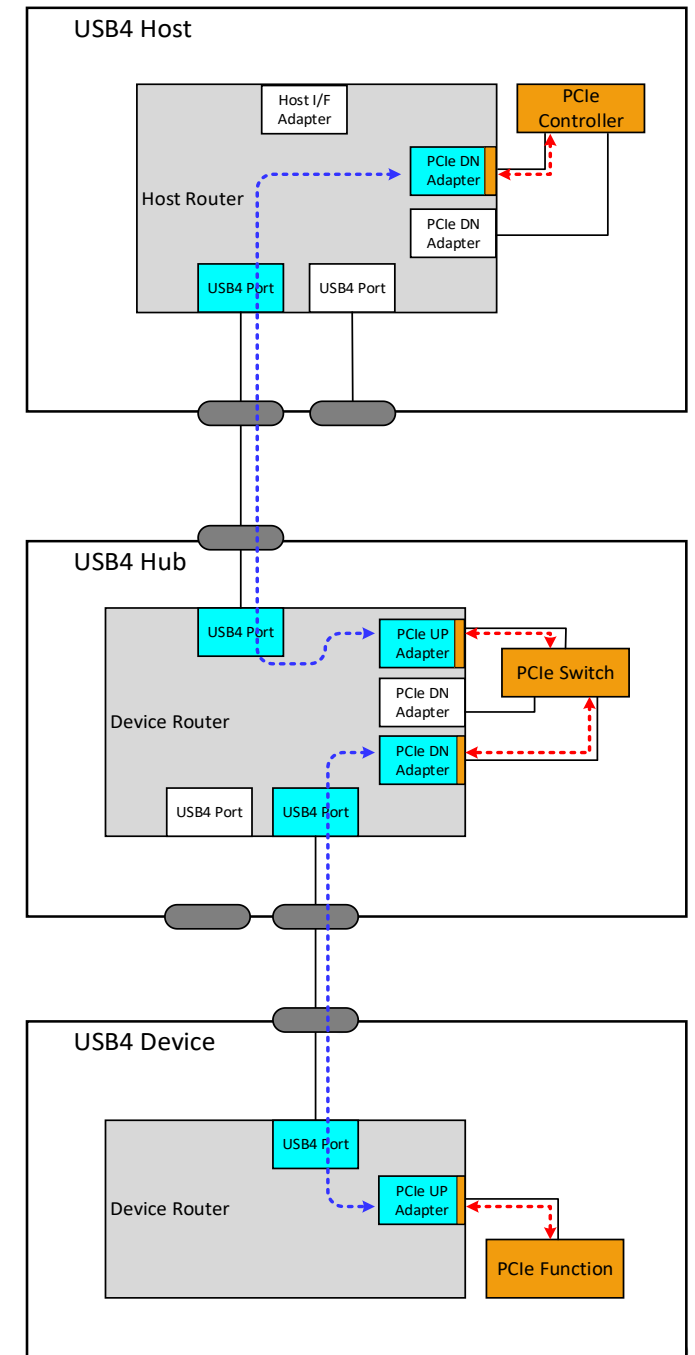 USB4 Host
Host I/F
Adapter
PCIe
Controller
PCIe DN
Adapter
Host Router
PCIe DN
Adapter
USB4 Port
USB4 Port
USB4 Hub
USB4 Port
PCIe UP
Adapter
PCIe Switch
PCIe DN
Adapter
Device Router
PCIe DN
Adapter
USB4 Port
USB4 Port
USB4 Device
USB4 Port
PCIe UP
Adapter
Device Router
PCIe Function